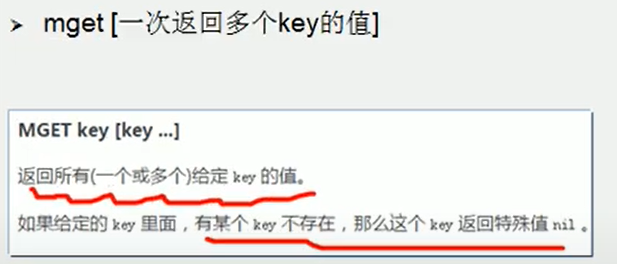 ➢ mget [一次返回多个key的值]
MGET key [key ...]
返回所有(一个或多个)给定 key 的值。
如果给定的 key 里面，有某个 key 不存在，那么这个 key 返回特殊值 nil 。